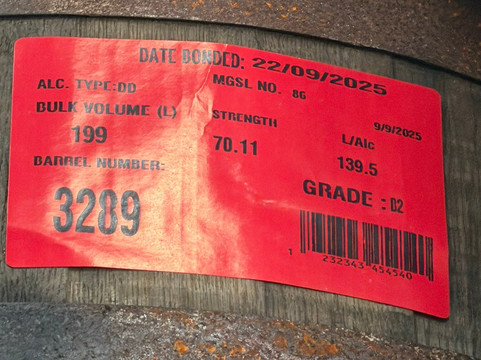 DATE BONDED: 22/09/2025
ALC. TYPE:DD MGSL NO. 86
BULK VOLUME (L) STRENGTH 9/9/2025
199 70.11 L/Alc
139.5
BARREL NUMBER: GRADE : D2
3289
1 232343-454540